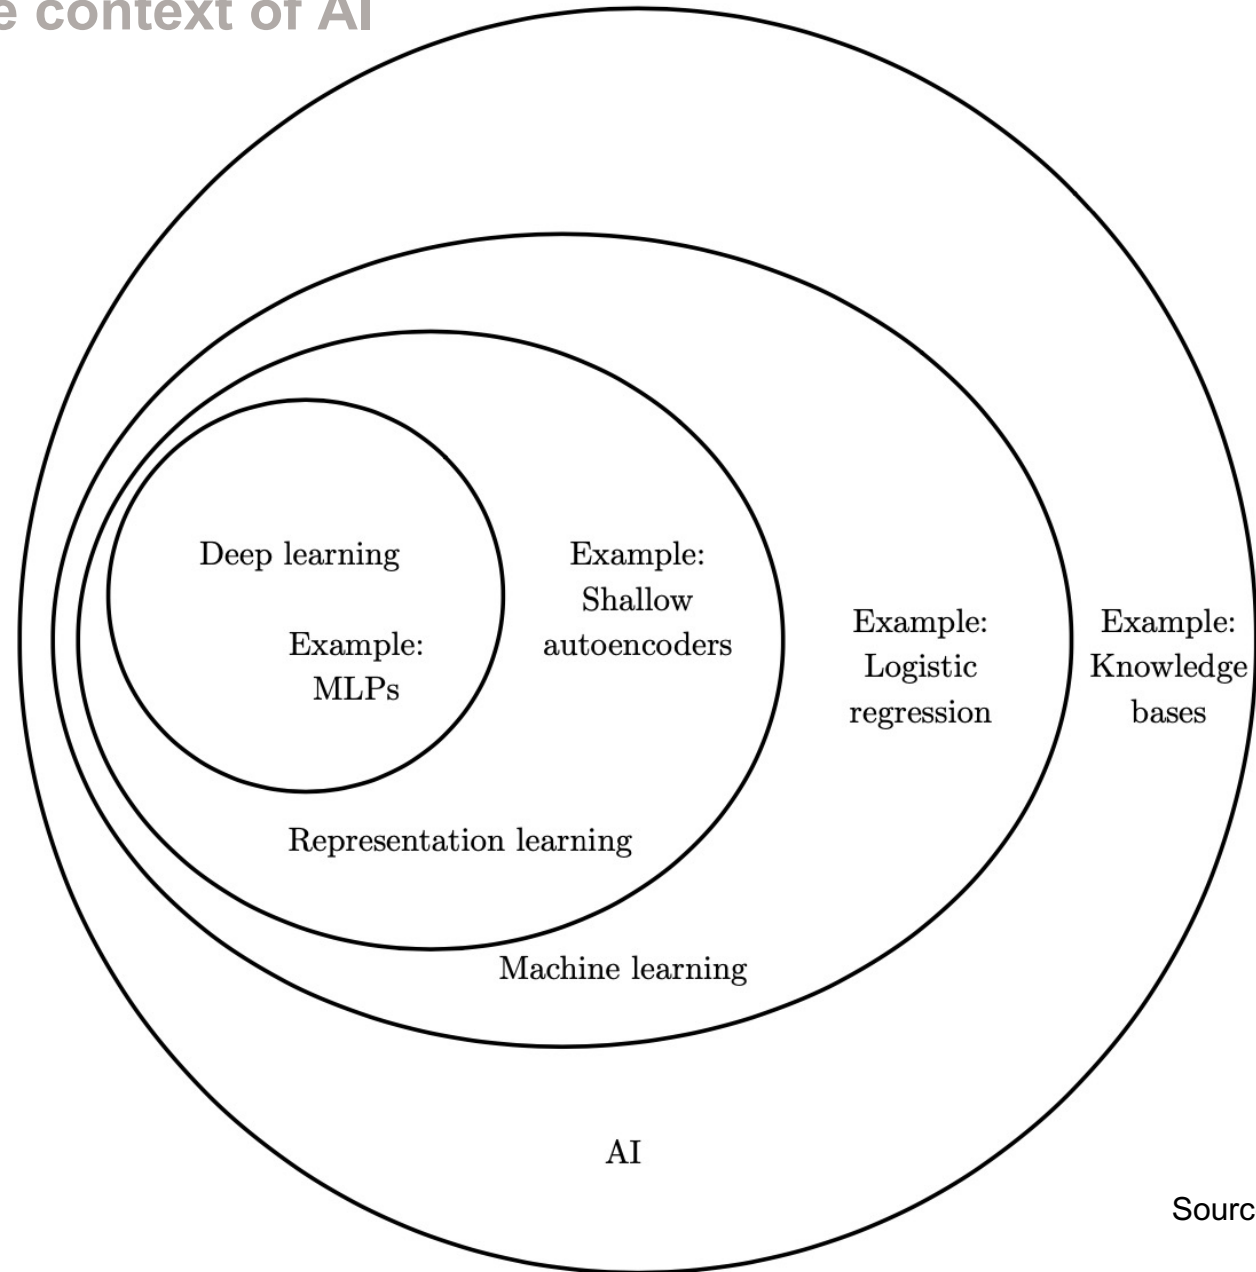 e context of AI
Deep learning
Example:
MLPs
Example:
Shallow
autoencoders
Example:
Logistic
regression
Example:
Knowledge
bases
Representation learning
Machine learning
AI
Sourc